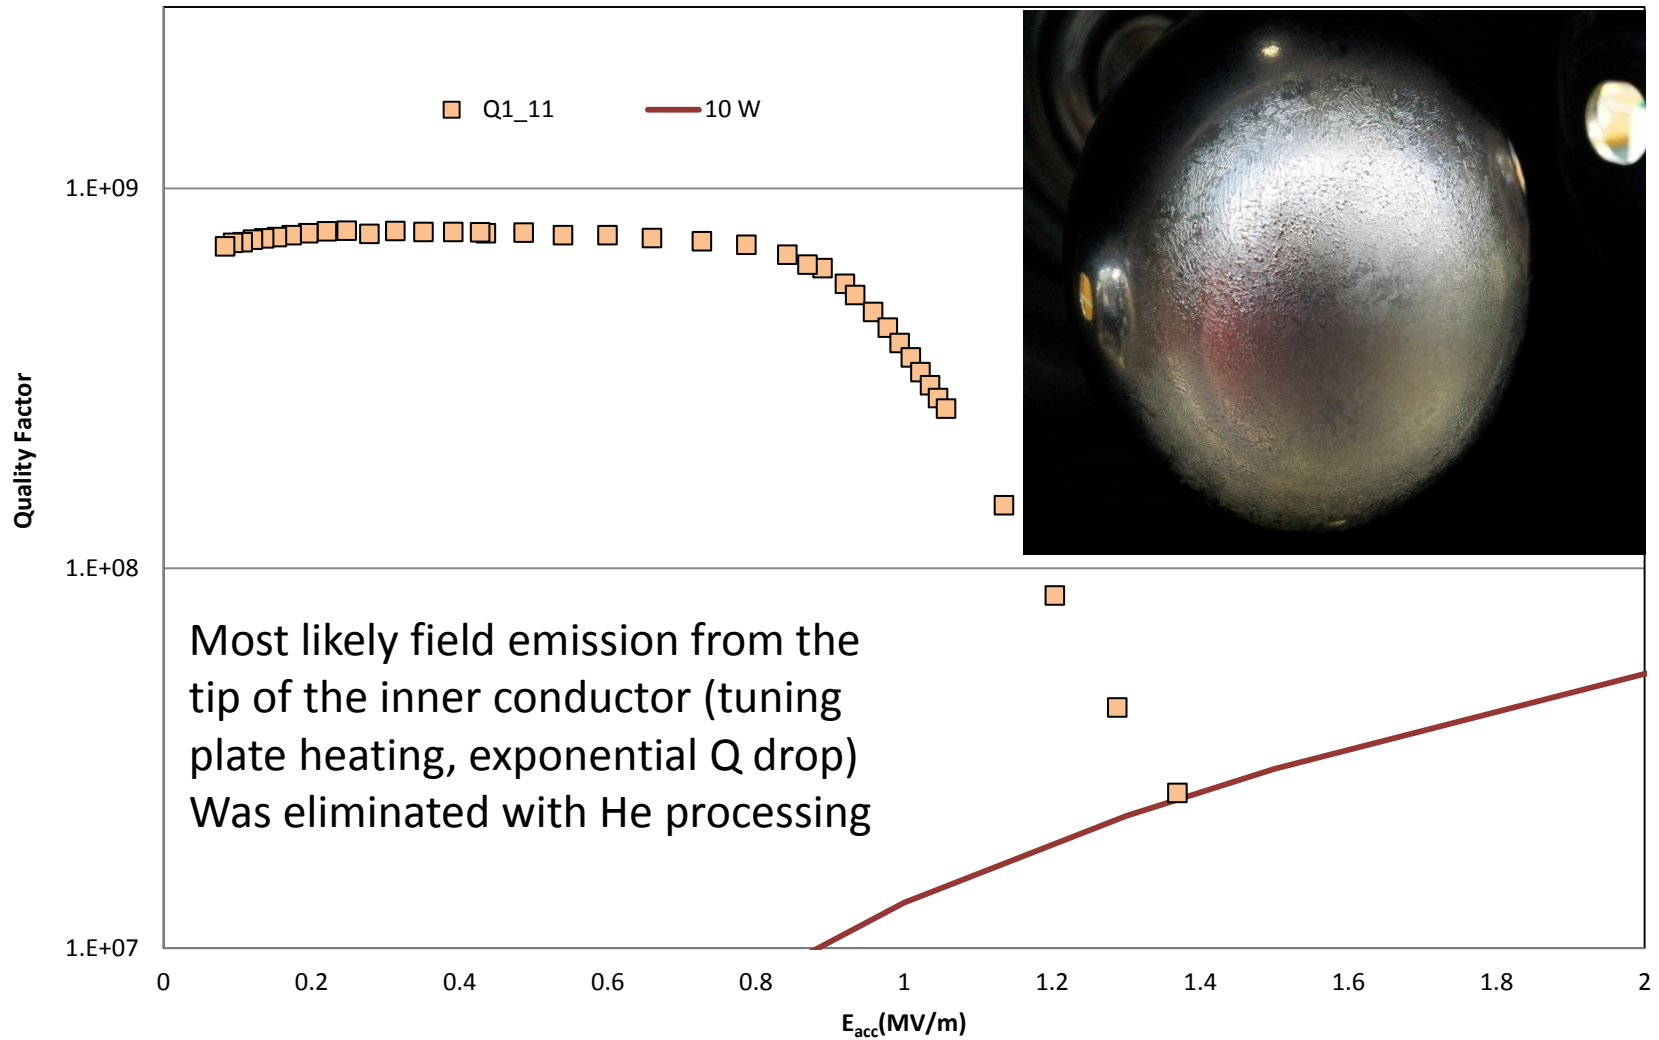 Q1_11
10 W
1.E+09
1.E+08
1.E+07
Quality Factor
Most likely field emission from the
tip of the inner conductor (tuning
plate heating, exponential Q drop)
Was eliminated with He processing
0 0.2 0.4 0.6 0.8 1 1.2 1.4 1.6 1.8 2
Eacc(MV/m)